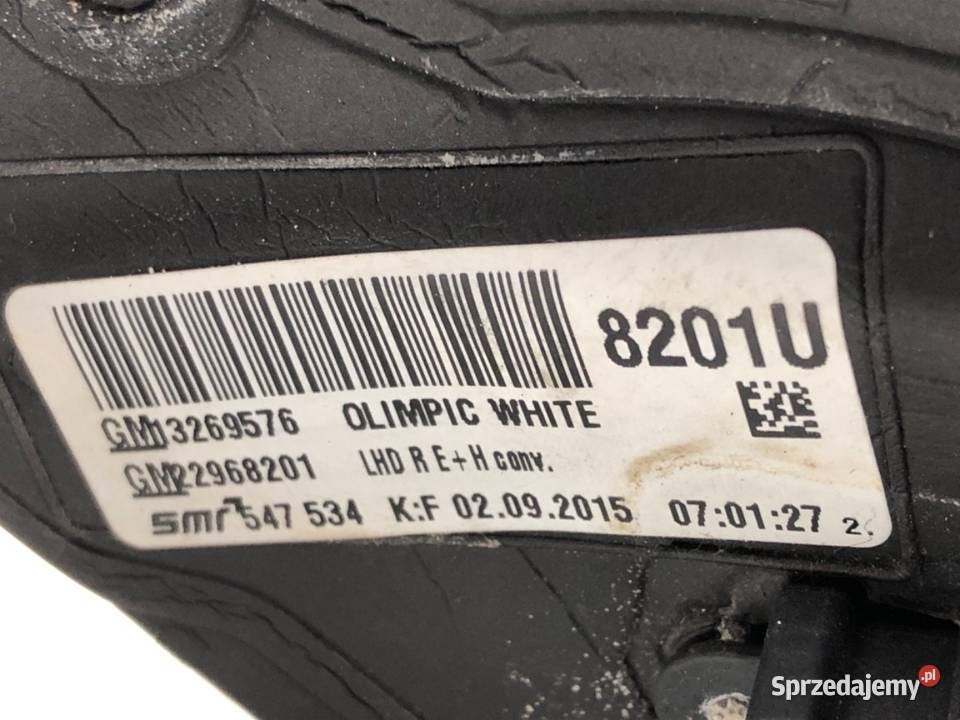 8201U
GM13269576 OLIMPIC WHITE
GM22968201 LHD R E+H conv.
smr 547 534 K:F 02.09.2015 07:01:27
Sprzedajemy.pl